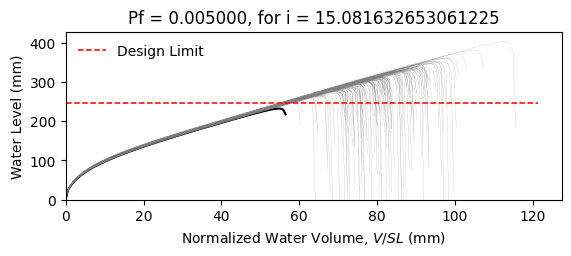 Pf = 0.005000, for i = 15.081632653061225
400
300
200
100
0
Water Level (mm)
Design Limit
0 20 40 60 80 100 120
Normalized Water Volume, V/SL (mm)